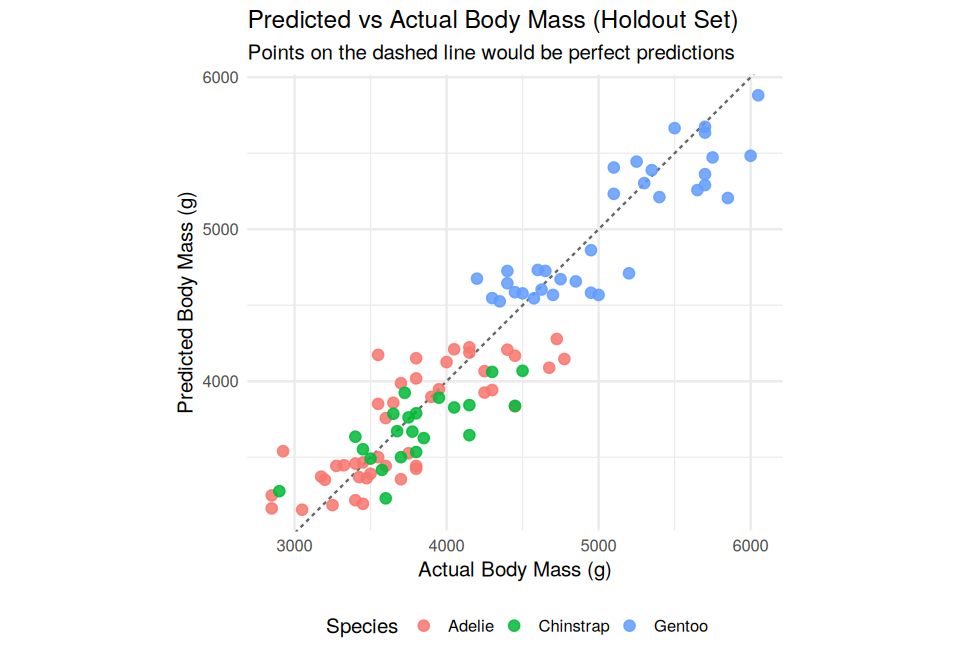 Predicted vs Actual Body Mass (Holdout Set)
Points on the dashed line would be perfect predictions
6000
5000
4000
Predicted Body Mass (g)
3000 4000 5000 6000
Actual Body Mass (g)
Species Adelie Chinstrap Gentoo